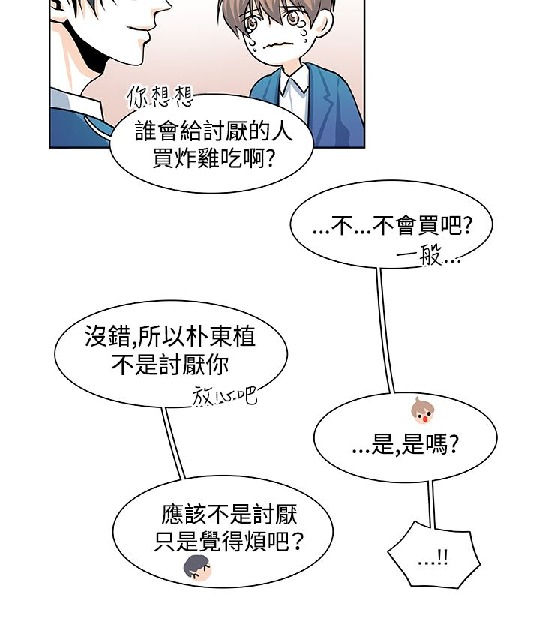 你想想
誰會給討厭的人
買炸雞吃啊?
...不...不會買吧?
一般...
沒錯,所以朴東植
不是討厭你
放心吧
...是,是嗎?
應該不是討厭
只是覺得煩吧?
...!!